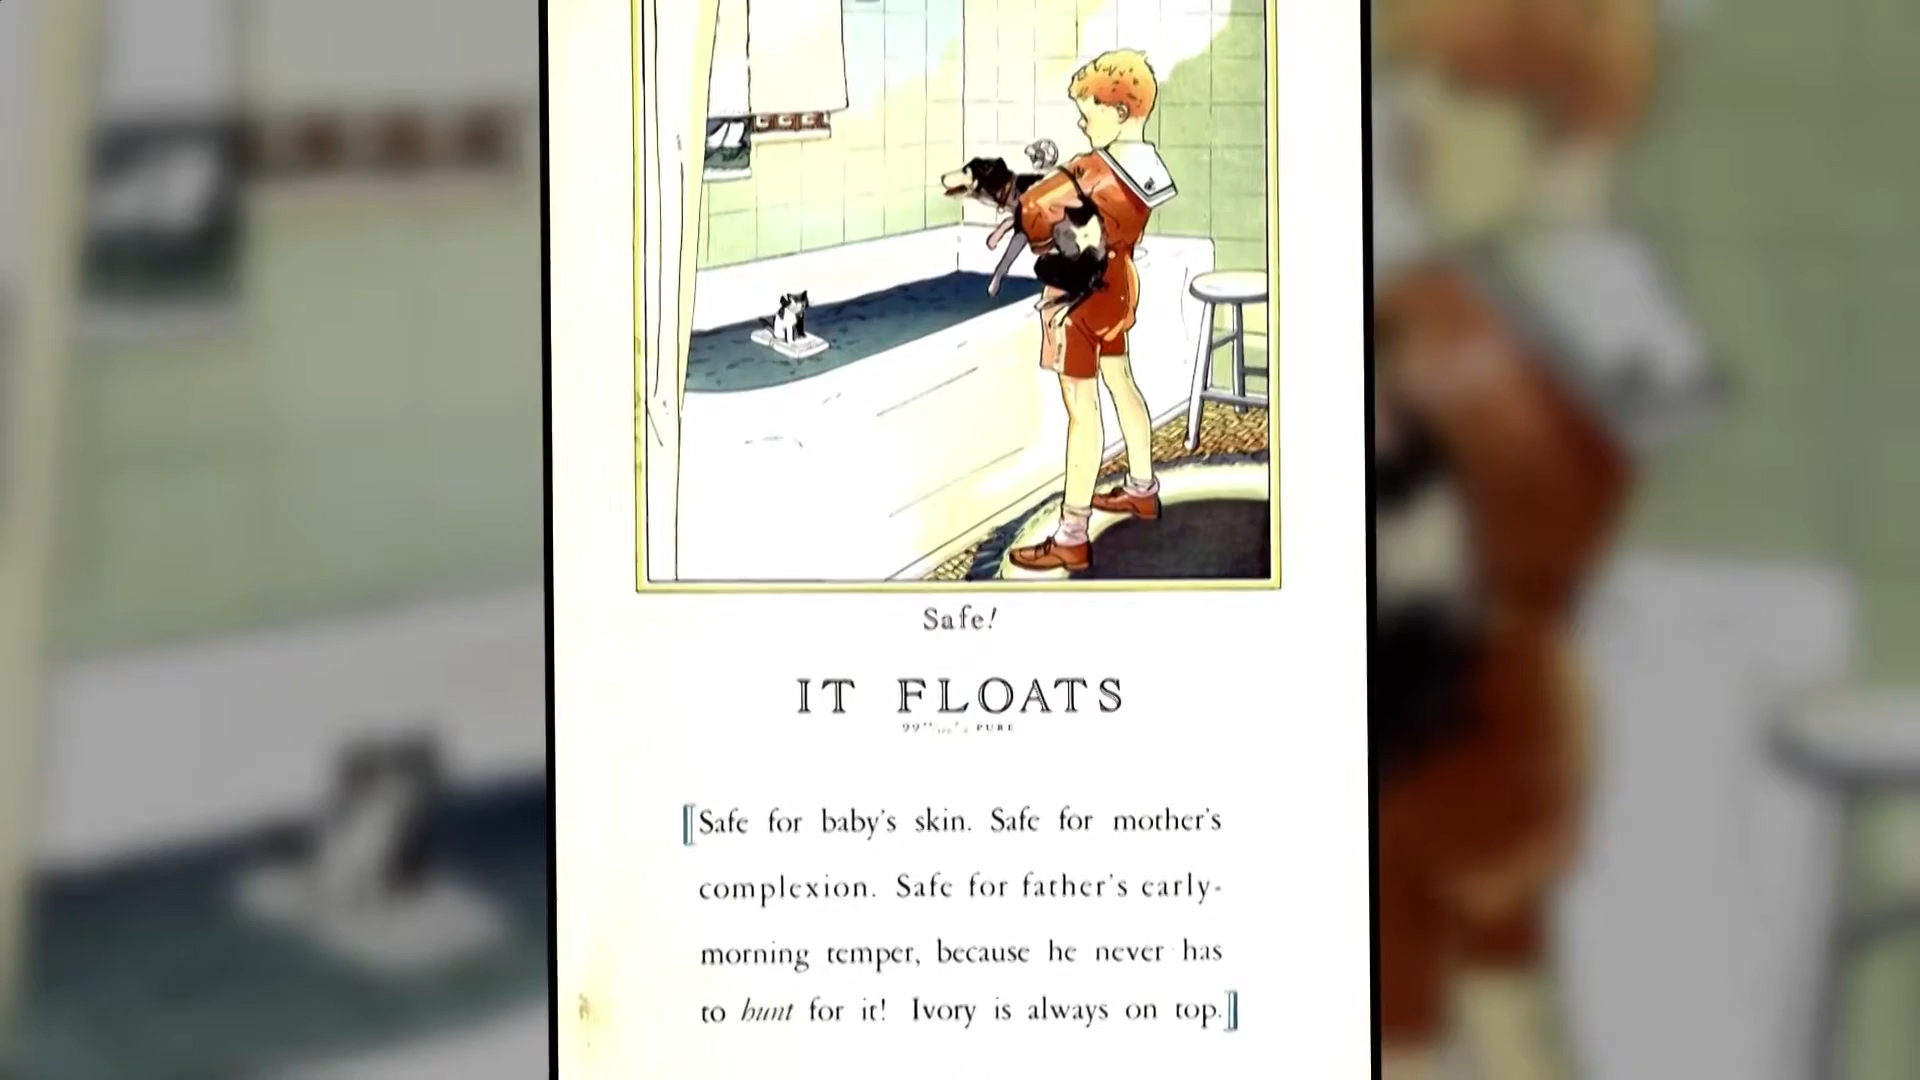 Safe!
IT FLOATS
PURE
Safe for baby's skin. Safe for mother's
complexion. Safe for father's early-
morning temper, because he never has
to hunt for it! Ivory is always on top.